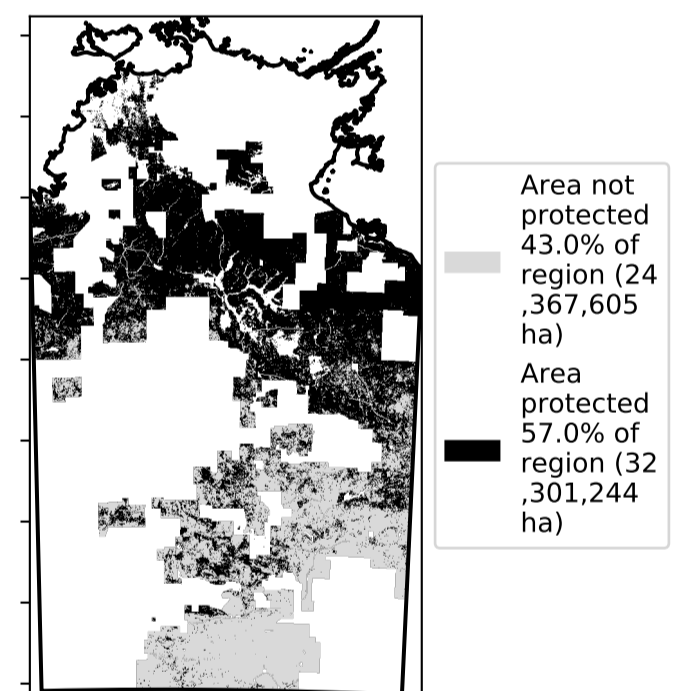 Area not
protected
43.0% of
region (24
,367,605
ha)
Area
protected
57.0% of
region (32
,301,244
ha)